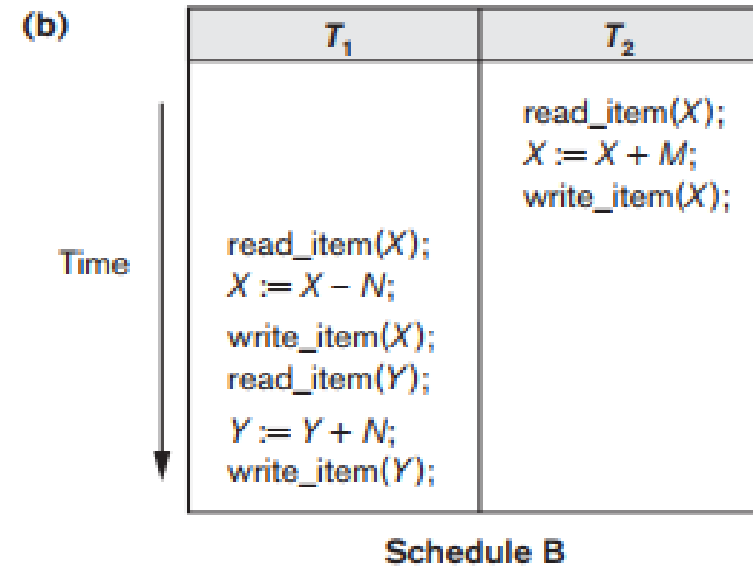 (b)
T₁ T₂
read_item(X);
X := X + M;
write_item(X);
Time
read_item(X);
X := X − N;
write_item(X);
read_item(Y);
Y := Y + N;
write_item(Y);
Schedule B